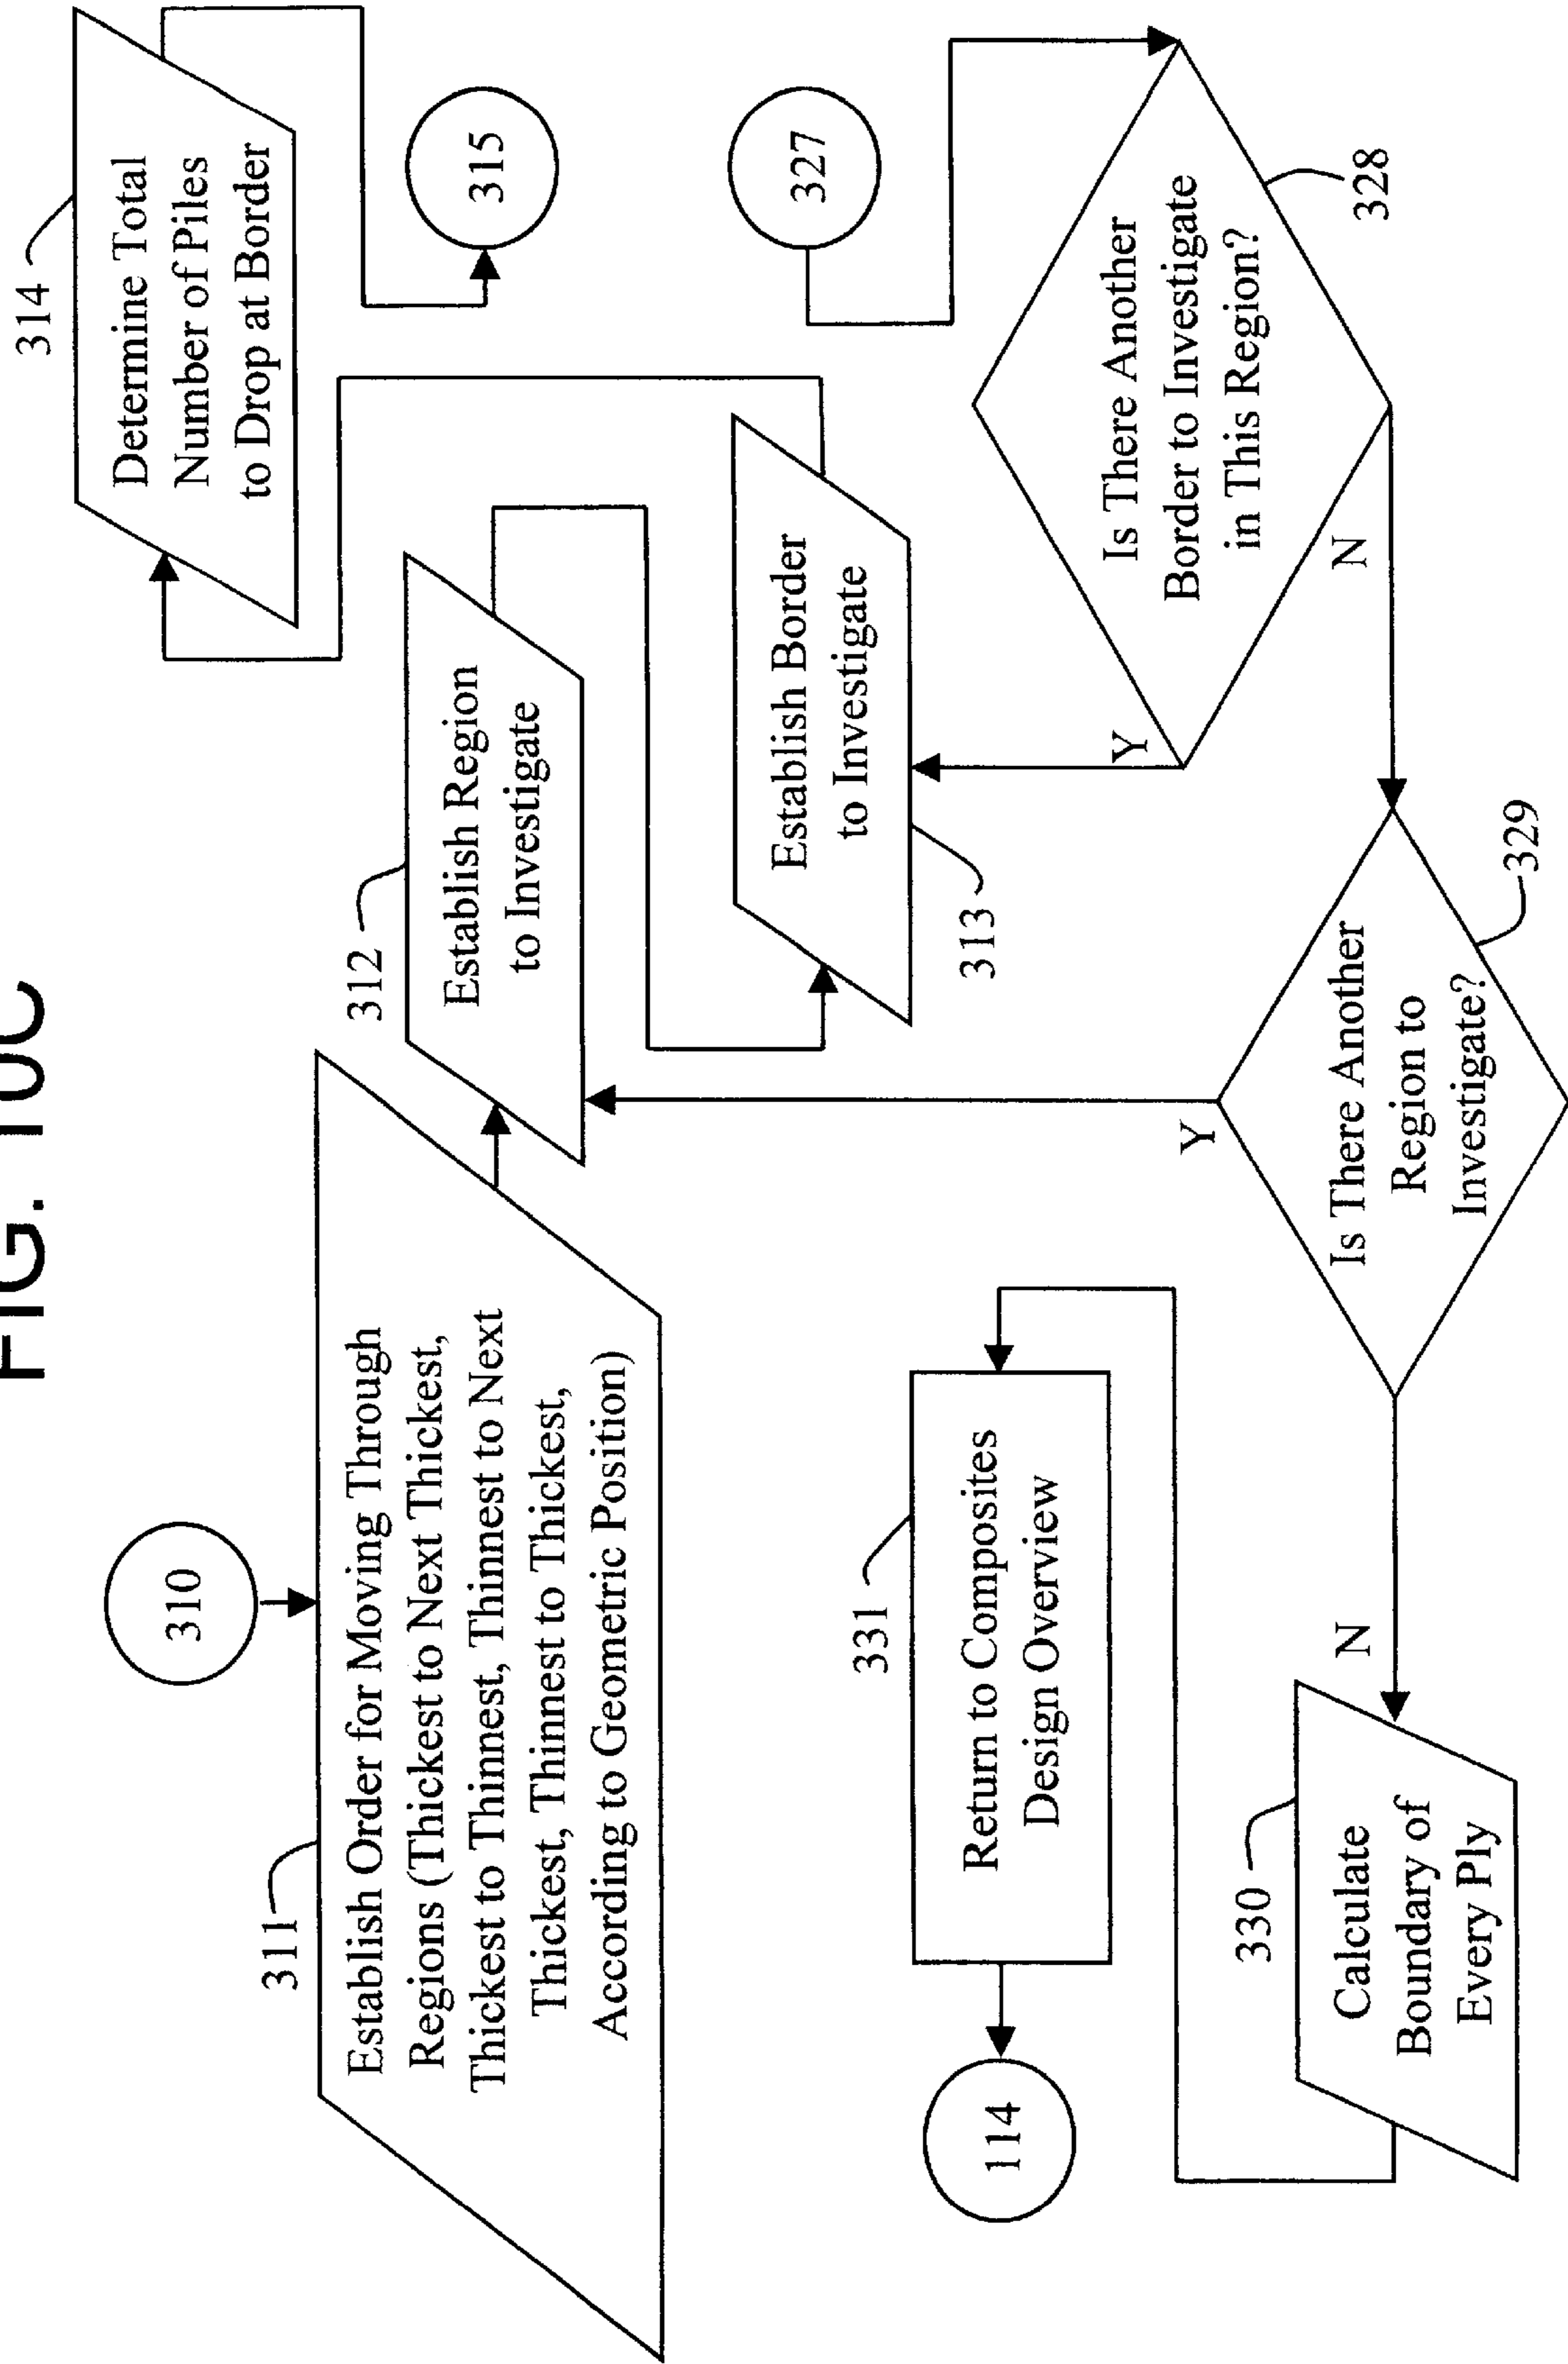 FIG. 10C
310
311
Establish Order for Moving Through
Regions (Thickest to Next Thickest,
Thickest to Thinnest, Thinnest to Next
Thickest, Thinnest to Thickest,
According to Geometric Position)
312
Establish Region
to Investigate
313
Establish Border
to Investigate
314
Determine Total
Number of Piles
to Drop at Border
315
327
328
Is There Another
Border to Investigate
in This Region?
Y
N
329
Is There Another
Region to
Investigate?
Y
N
330
Calculate
Boundary of
Every Ply
331
Return to Composites
Design Overview
114